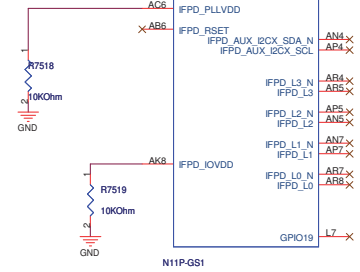 AC6 IFPD_PLLVDD
AB6 IFPD_RSET
IFPD_AUX_I2CX_SDA_N AN4
IFPD_AUX_I2CX_SCL AP4
1
R7518
10KOhm
2
GND
IFPD_L3_N AR4
IFPD_L3 AR5
IFPD_L2_N AP5
IFPD_L2 AN5
IFPD_L1_N AN7
IFPD_L1 AP7
AK8 IFPD_IOVDD
IFPD_L0_N AR7
IFPD_L0 AR8
1
R7519
10KOhm
2
GND
GPIO19 L7
N11P-GS1